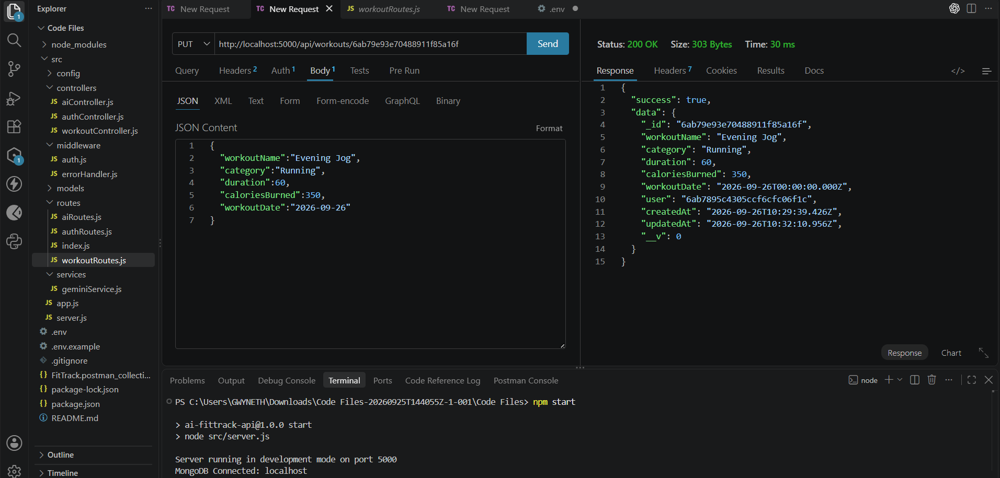 Explorer
Code Files
node_modules
src
config
controllers
JS aiController.js
JS authController.js
JS workoutController.js
middleware
JS auth.js
JS errorHandler.js
models
routes
JS aiRoutes.js
JS authRoutes.js
JS index.js
JS workoutRoutes.js
services
JS geminiService.js
JS app.js
JS server.js
.env
.env.example
.gitignore
{} FitTrack.postman_collecti...
{} package-lock.json
{} package.json
README.md
Outline
Timeline
1
1
TC New Request
TC New Request
JS workoutRoutes.js
TC New Request
.env
PUT http://localhost:5000/api/workouts/6ab79e93e70488911f85a16f Send
Query Headers 2 Auth 1 Body 1 Tests Pre Run
JSON XML Text Form Form-encode GraphQL Binary
JSON Content Format
1 {
2 "workoutName":"Evening Jog",
3 "category":"Running",
4 "duration":60,
5 "caloriesBurned":350,
6 "workoutDate":"2026-09-26"
7 }
Status: 200 OK Size: 303 Bytes Time: 30 ms
Response Headers 7 Cookies Results Docs </>
1 {
2 "success": true,
3 "data": {
4 "_id": "6ab79e93e70488911f85a16f",
5 "workoutName": "Evening Jog",
6 "category": "Running",
7 "duration": 60,
8 "caloriesBurned": 350,
9 "workoutDate": "2026-09-26T00:00:00.000Z",
10 "user": "6ab7895c4305ccf6cfc06f1c",
11 "createdAt": "2026-09-26T10:29:39.426Z",
12 "updatedAt": "2026-09-26T10:32:10.956Z",
13 "__v": 0
14 }
15 }
Response Chart
Problems Output Debug Console Terminal Ports Code Reference Log Postman Console node
PS C:\Users\GWYNETH\Downloads\Code Files-20260925T144055Z-1-001\Code Files> npm start
> ai-fittrack-api@1.0.0 start
> node src/server.js
Server running in development mode on port 5000
MongoDB Connected: localhost